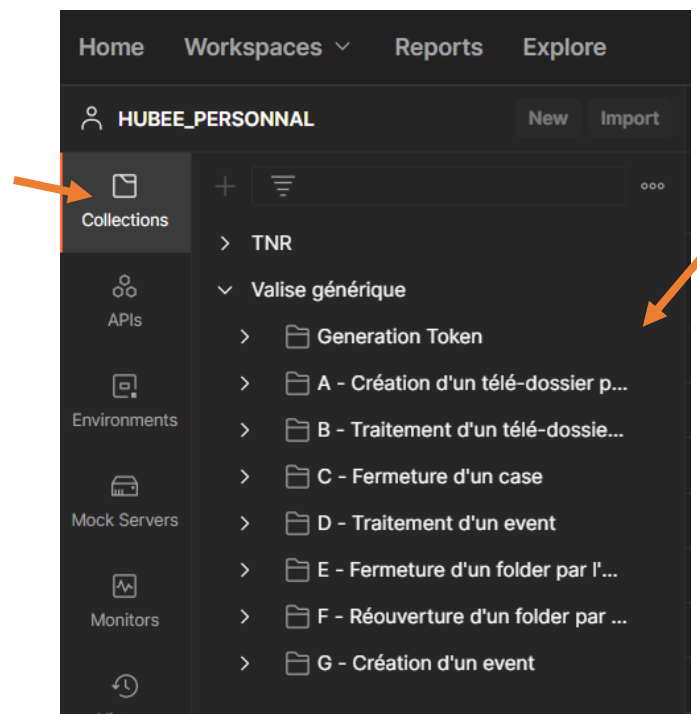 Home Workspaces Reports Explore
HUBEE_PERSONNAL New Import
Collections
APIs
Environments
Mock Servers
Monitors
TNR
Valise générique
Generation Token
A - Création d'un télé-dossier p...
B - Traitement d'un télé-dossie...
C - Fermeture d'un case
D - Traitement d'un event
E - Fermeture d'un folder par l'...
F - Réouverture d'un folder par ...
G - Création d'un event